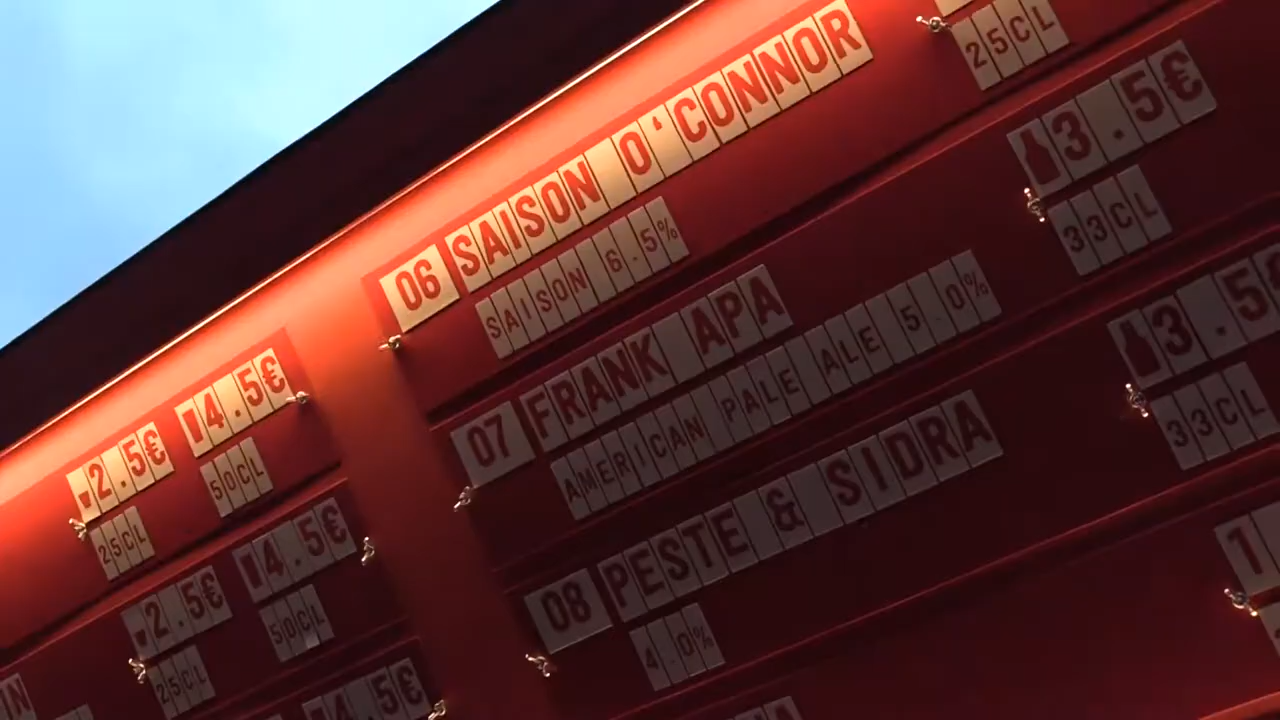 06 SAISON O'CONNOR
SAISON 6.5%
25CL
07 FRANK APA
AMERICAN PALE ALE 5.0%
3.5€
33CL
08 PESTE & SIDRA
4.0%
3.5€
33CL
2.5€ 4.5€
25CL 50CL
2.5€ 4.5€
25CL 50CL
4.5€